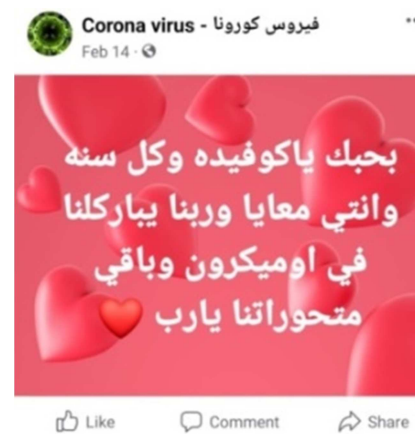 Corona virus - فيروس كورونا
Feb 14
بحبك ياكوفيده وكل سنه
وانتي معايا وربنا يباركلنا
في اوميكرون وباقي
متحوراتنا يارب
Like Comment Share